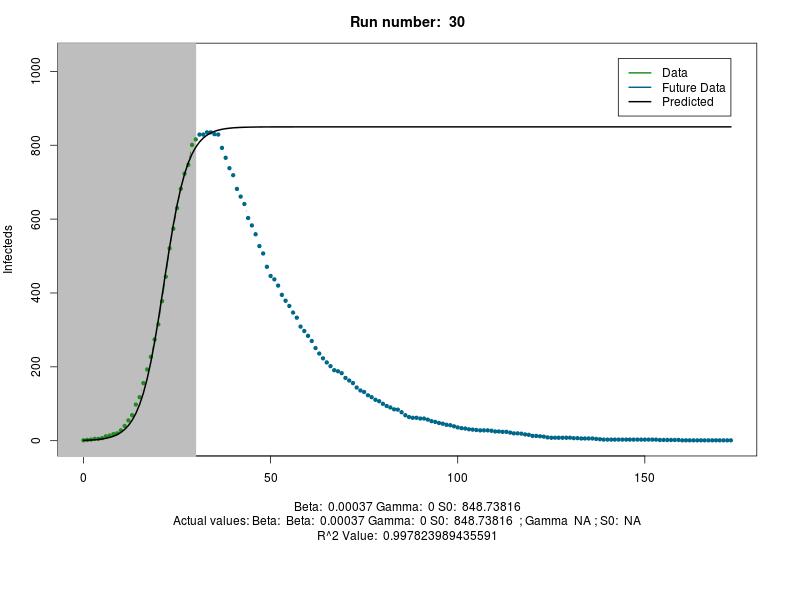 Run number: 30
Infecteds
1000
800
600
400
200
0
Data
Future Data
Predicted
0 50 100 150
Beta: 0.00037 Gamma: 0 S0: 848.73816
Actual values: Beta: Beta: 0.00037 Gamma: 0 S0: 848.73816 ; Gamma NA ; S0: NA
R^2 Value: 0.997823989435591